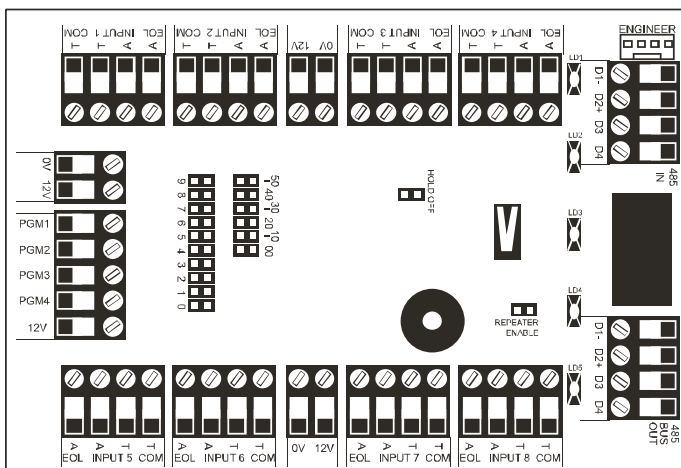 COM INPUT 1 EOL
T T A A
COM INPUT 2 EOL
T T A A
12V 0V
COM INPUT 3 EOL
T T A A
COM INPUT 4 EOL
T T A A
ENGINEER
LD1
D1-
D2+
D3
D4
485
IN
LD2
0V
12V
PGM1
PGM2
PGM3
PGM4
12V
9
8
7
6
5
4
3
2
1
0
50
40
30
20
10
00
HOLD OFF
LD3
LD4
REPEATER
ENABLE
LD5
D1-
D2+
D3
D4
485
BUS
OUT
A A T T
EOL INPUT 5 COM
A A T T
EOL INPUT 6 COM
0V 12V
A A T T
EOL INPUT 7 COM
A A T T
EOL INPUT 8 COM